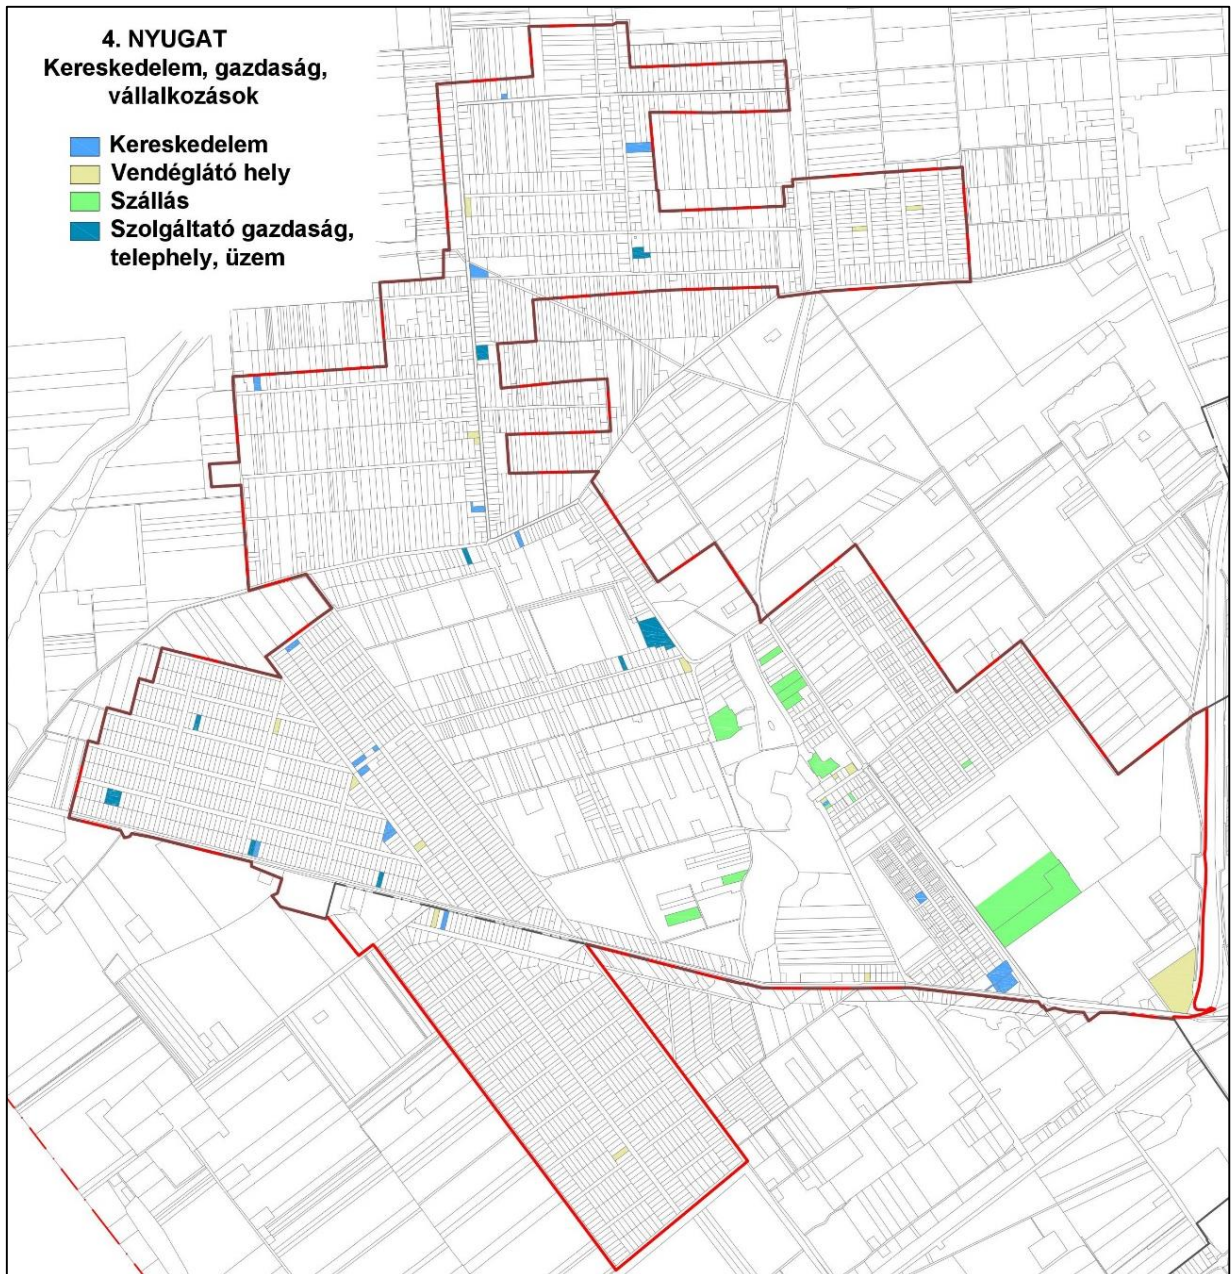 4. NYUGAT
Kereskedelem, gazdaság,
vállalkozások
Kereskedelem
Vendéglátó hely
Szállás
Szolgáltató gazdaság,
telephely, üzem